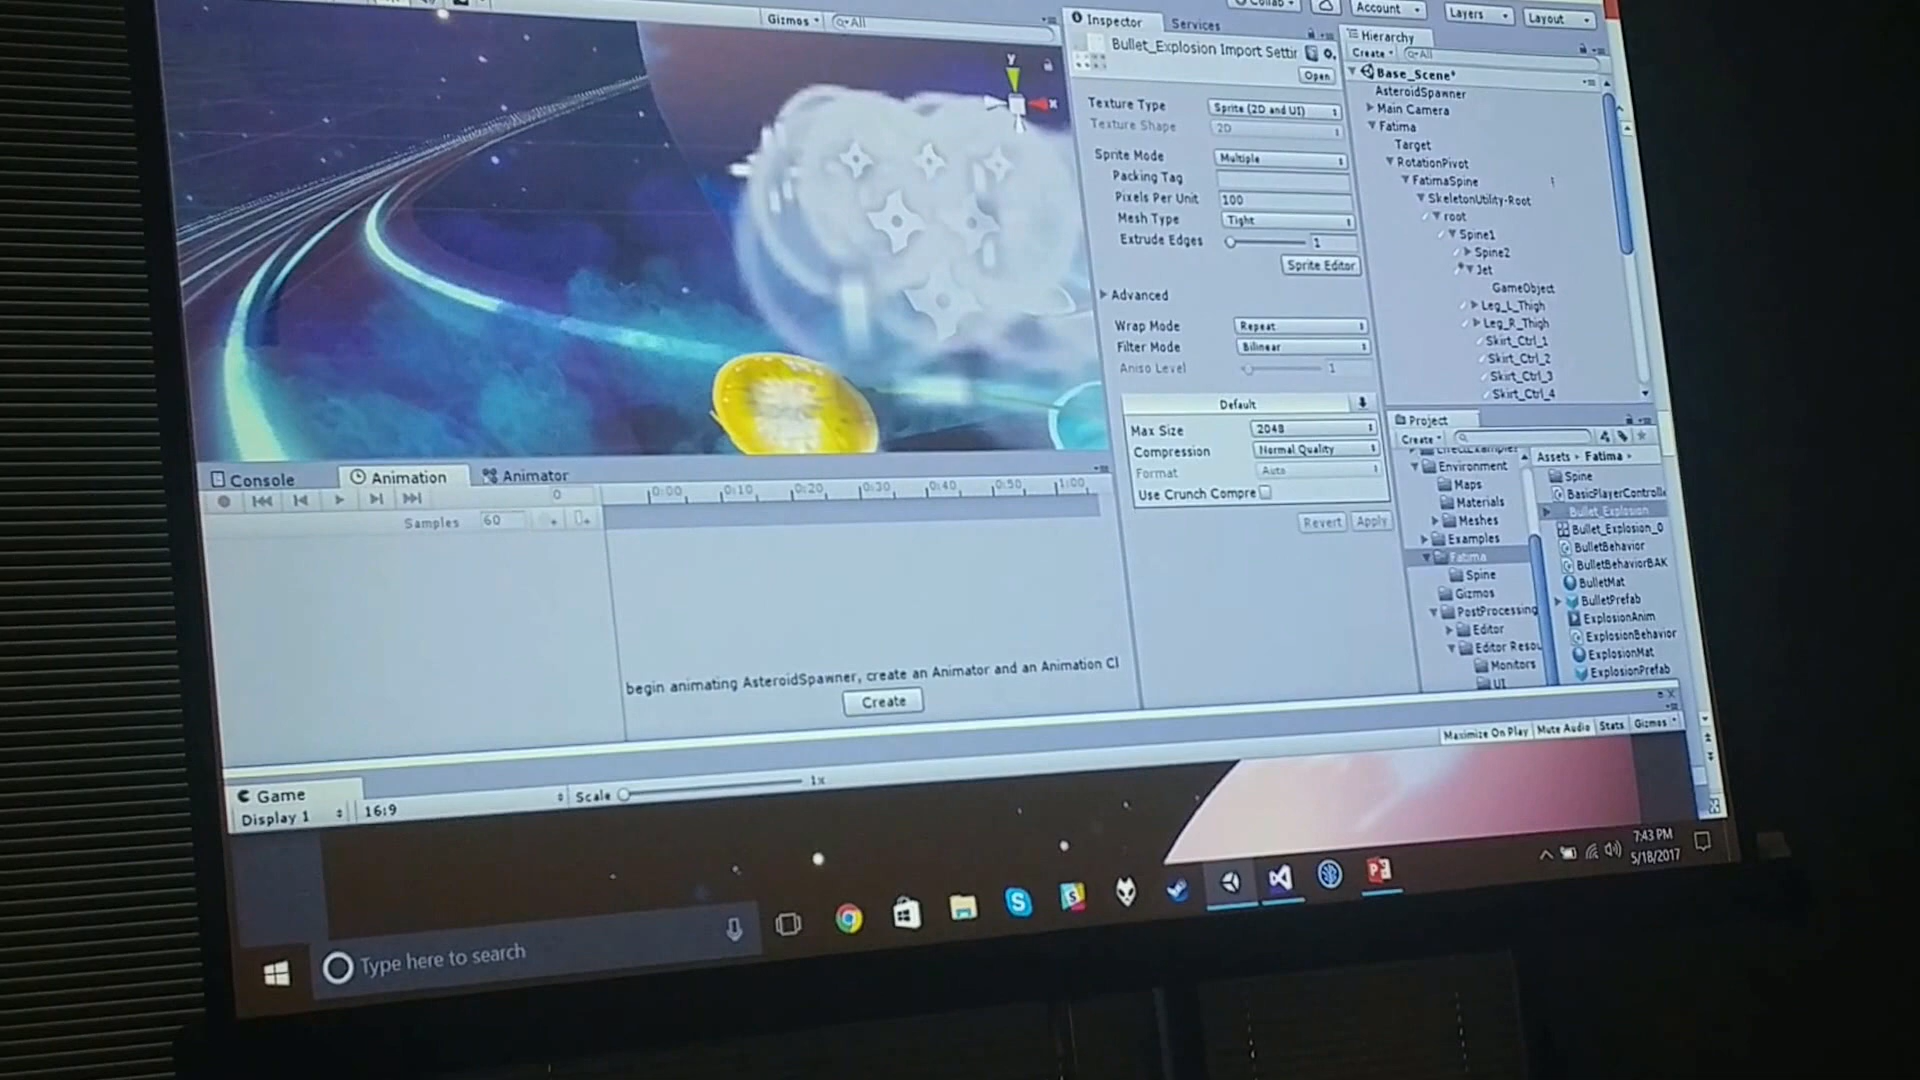 Gizmos
All
Inspector
Services
Bullet_Explosion Import Settir
Open
Texture Type
Sprite (2D and UI)
Texture Shape
2D
Sprite Mode
Multiple
Packing Tag
Pixels Per Unit
100
Mesh Type
Tight
Extrude Edges
1
Sprite Editor
Advanced
Wrap Mode
Repeat
Filter Mode
Bilinear
Aniso Level
1
Default
Max Size
2048
Compression
Normal Quality
Format
Auto
Use Crunch Compre
Revert
Apply
Collab
Account
Layers
Layout
Hierarchy
Create
All
Base_Scene*
AsteroidSpawner
Main Camera
Fatima
Target
RotationPivot
FatimaSpine
SkeletonUtility-Root
root
Spine1
Spine2
Jet
GameObject
Leg_L_Thigh
Leg_R_Thigh
Skirt_Ctrl_1
Skirt_Ctrl_2
Skirt_Ctrl_3
Skirt_Ctrl_4
Project
Create
Environment
Maps
Materials
Meshes
Examples
Fatima
Spine
Gizmos
PostProcessing
Editor
Editor Resou
Monitors
UI
Assets
Fatima
Spine
BasicPlayerControlle
Bullet_Explosion
Bullet_Explosion_0
BulletBehavior
BulletBehaviorBAK
BulletMat
BulletPrefab
ExplosionAnim
ExplosionBehavior
ExplosionMat
ExplosionPrefab
Console
Animation
Animator
0
0:00
0:10
0:20
0:30
0:40
0:50
1:00
Samples
60
begin animating AsteroidSpawner, create an Animator and an Animation Cl
Create
Game
Display 1
16:9
Scale
1x
Maximize On Play
Mute Audio
Stats
Gizmos
Type here to search
7:43 PM
5/18/2017